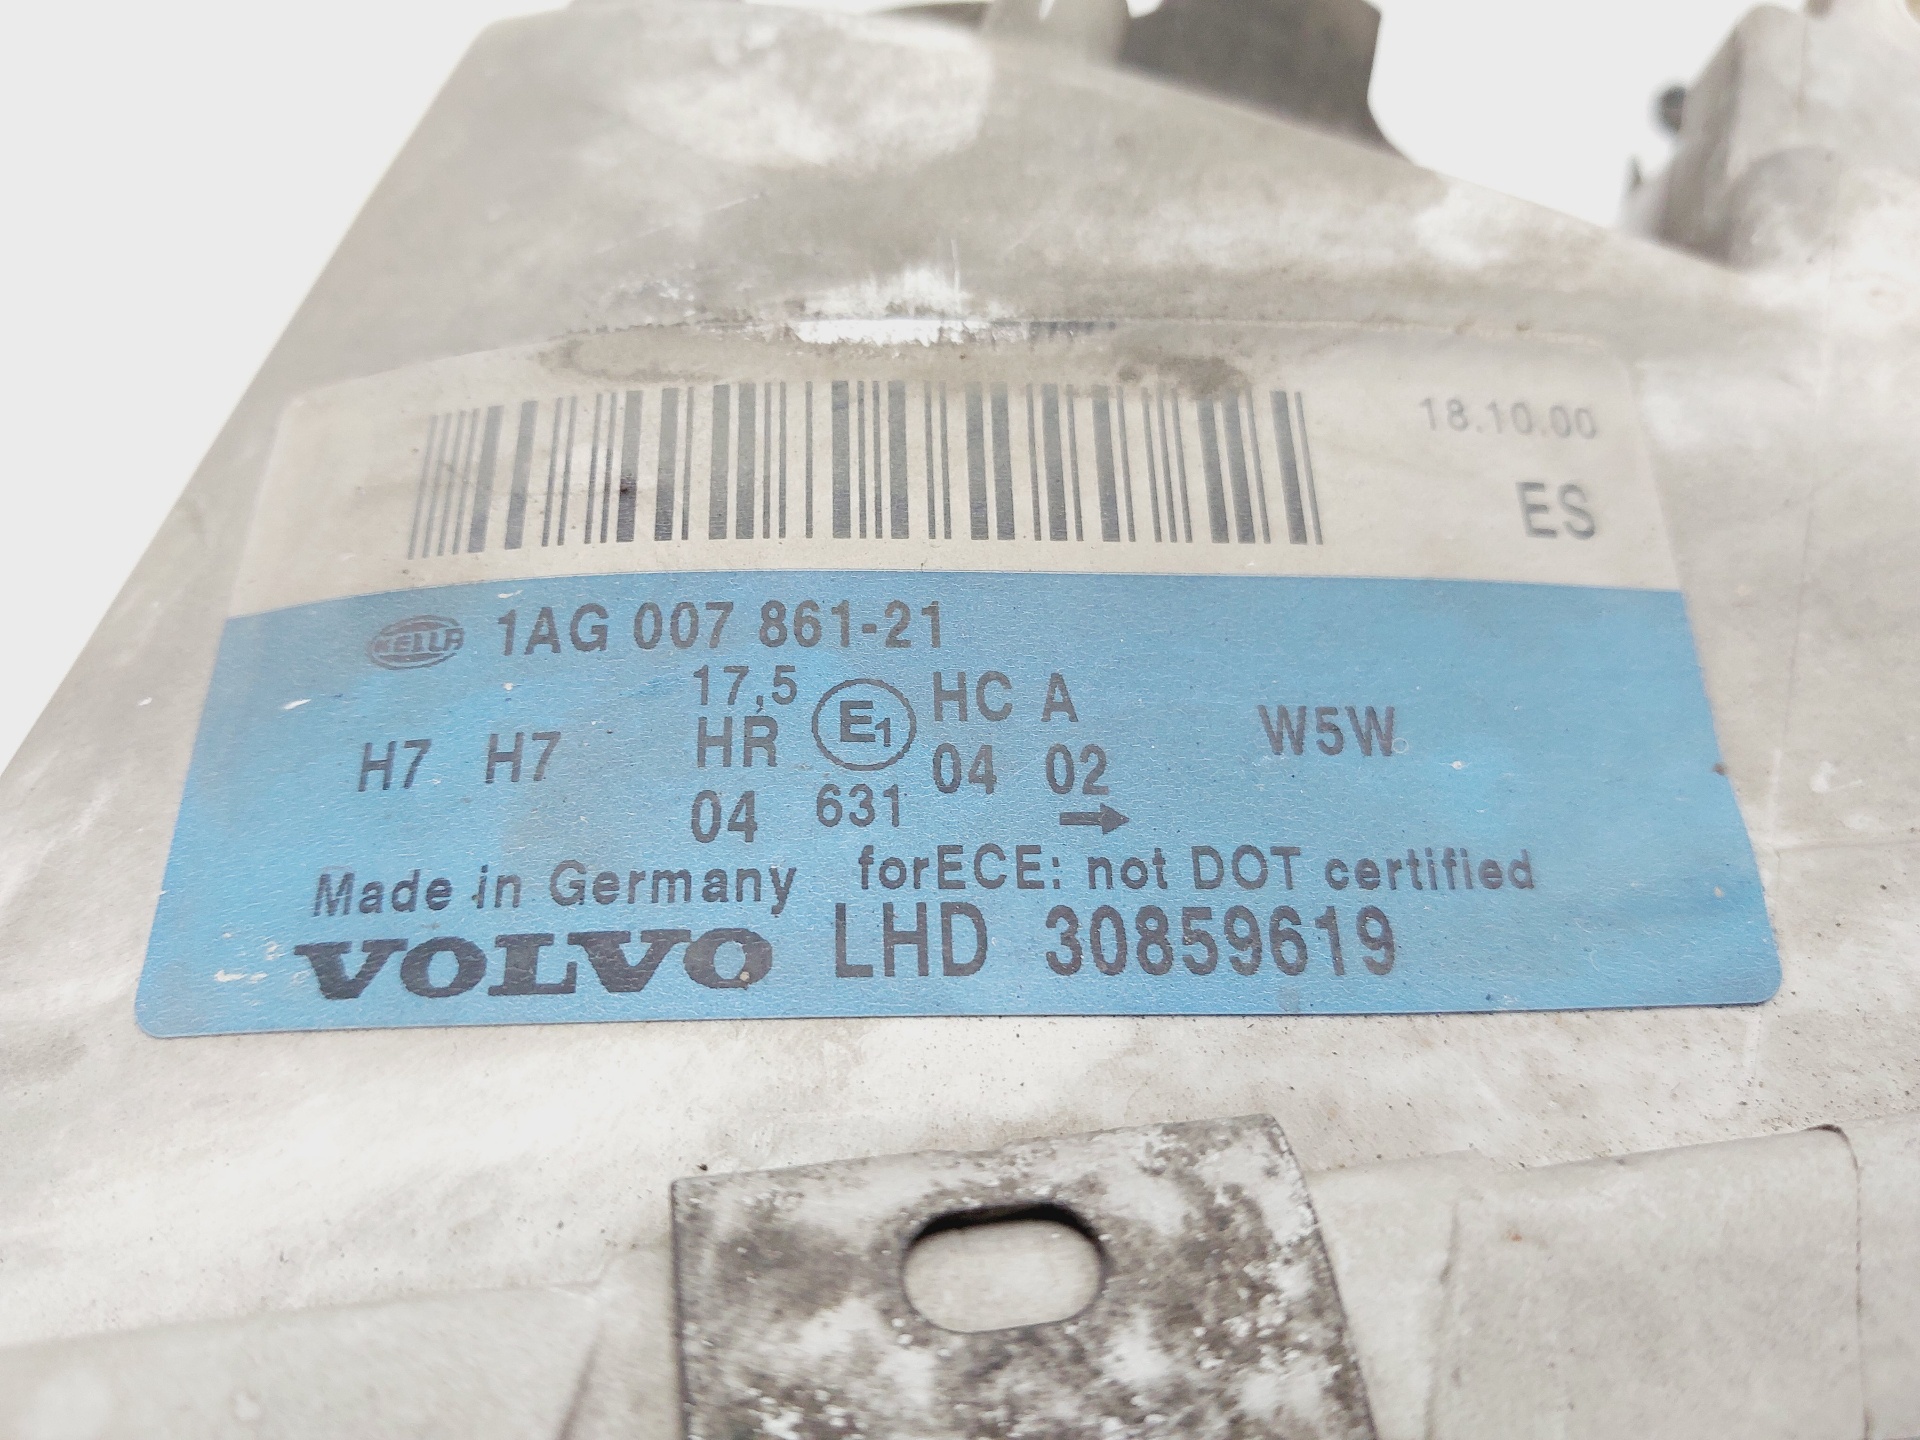 18.10.00
ES
HELLA 1AG 007 861-21
17,5 HC A
H7 H7 HR E1 W5W
04 02
04 631 →
Made in Germany forECE: not DOT certified
VOLVO LHD 30859619